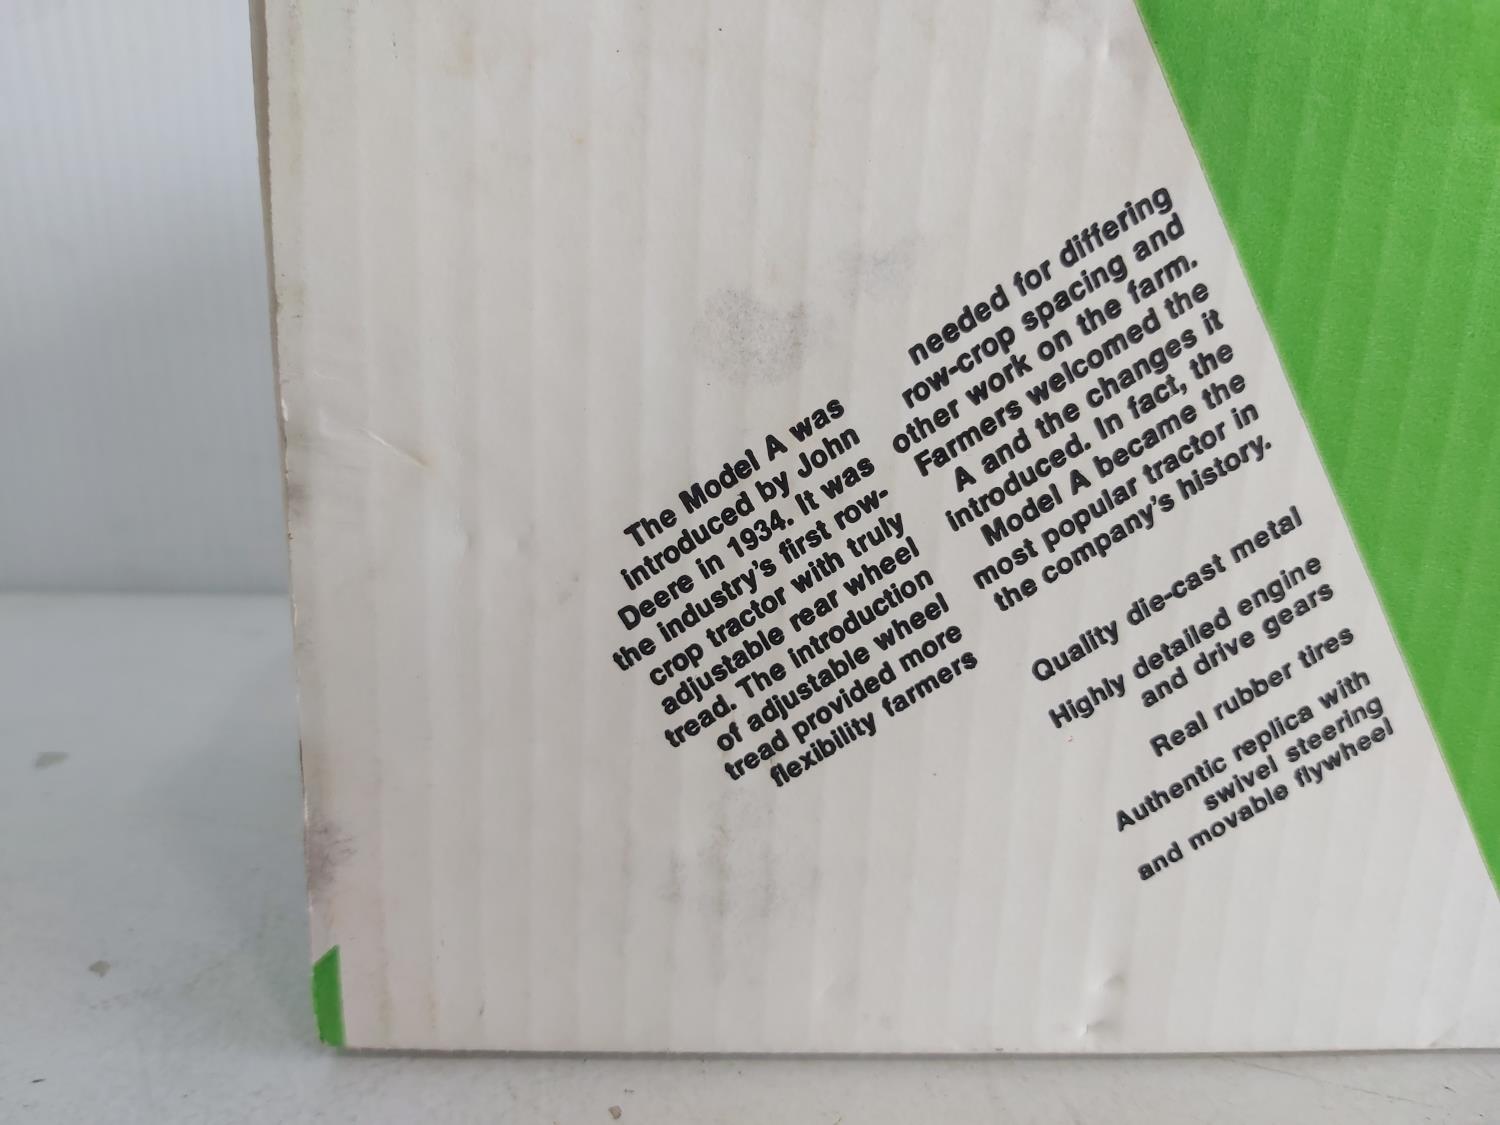 The Model A was
introduced by John
Deere in 1934. It was
the industry's first row-
crop tractor with truly
adjustable rear wheel
tread. The introduction
of adjustable wheel
tread provided more
flexibility farmers
needed for differing
row-crop spacing and
other work on the farm.
Farmers welcomed the
A and the changes it
introduced. In fact, the
Model A became the
most popular tractor in
the company's history.
Quality die-cast metal
Highly detailed engine
and drive gears
Real rubber tires
Authentic replica with
swivel steering
and movable flywheel